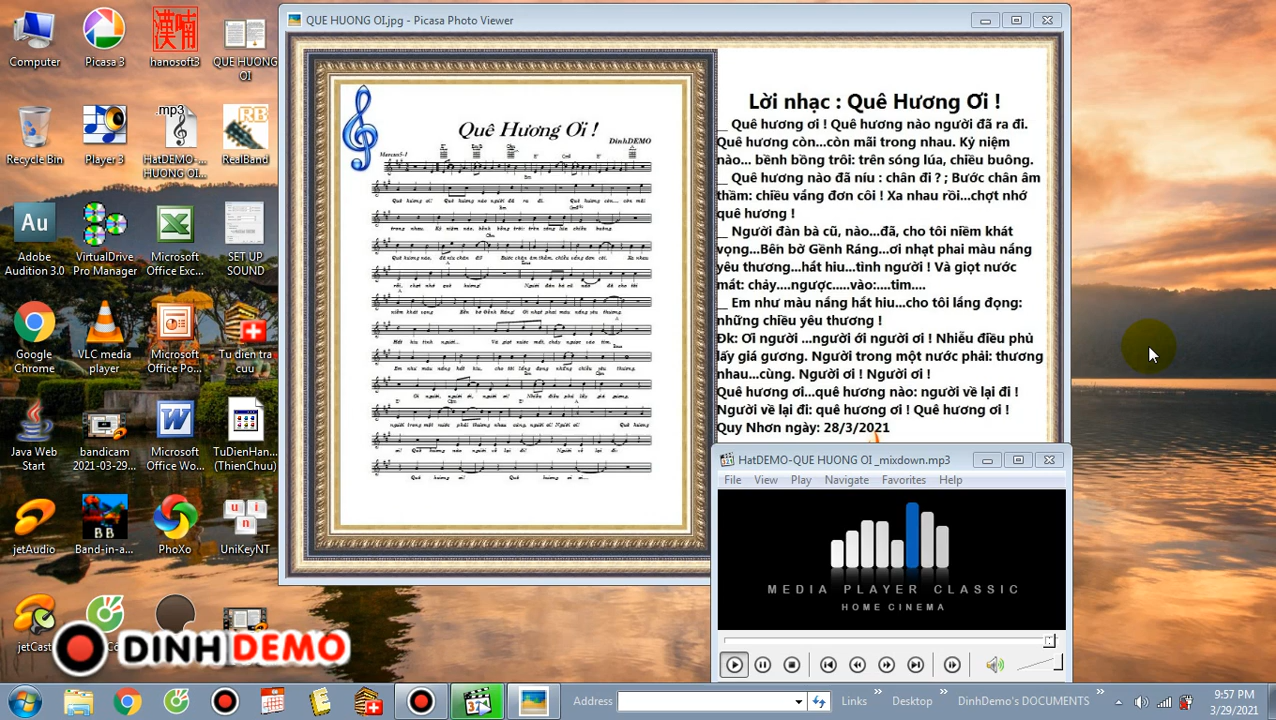 QUE HUONG OI.jpg - Picasa Photo Viewer
Computer
Picasa 3
hanosoft3
QUE HUONG
OI
Recycle Bin
Player 3
.mp3
HatDEMO-...
HUONG OI...
RB
RealBand
Au
Adobe
Audition 3.0
VirtualDrive
Pro Manager
Microsoft
Office Exc...
SET UP
SOUND
Google
Chrome
VLC media
player
Microsoft
Office Po...
Tu dien tra
cuu
bandicam
2021-03-29...
Microsoft
Office Wo...
TuDienHan...
(ThienChuu)
jetAudio
BB
Band-in-a...
PhoXo
UniKeyNT
jetCast
DINHDEMO
Quê Hương Ơi !
DinhDEMO
Lời nhạc : Quê Hương Ơi !
__ Quê hương ơi ! Quê hương nào người đã ra đi.
Quê hương còn...còn mãi trong nhau. Kỷ niệm
nào... bềnh bồng trôi: trên sóng lúa, chiều buông.
__ Quê hương nào đã níu : chân đi ? ; Bước chân âm
thầm: chiều vắng đơn côi ! Xa nhau rồi...chợt nhớ
quê hương !
__ Người đàn bà cũ, nào...đã, cho tôi niềm khát
vọng...Bên bờ Gềnh Ráng...ơi nhạt phai màu nắng
yêu thương...hắt hiu...tình người ! Và giọt nước
mắt: chảy....ngược.....vào:....tim....
__ Em như màu nắng hắt hiu...cho tôi lắng đọng:
những chiều yêu thương !
Đk: Ơi người ...người ới người ơi ! Nhiễu điều phủ
lấy giá gương. Người trong một nước phải: thương
nhau...cùng. Người ơi ! Người ơi !
Quê hương ơi...quê hương nào: người về lại đi !
Người về lại đi: quê hương ơi ! Quê hương ơi !
Quy Nhơn ngày: 28/3/2021
HatDEMO-QUE HUONG OI _mixdown.mp3
File View Play Navigate Favorites Help
MEDIA PLAYER CLASSIC
HOME CINEMA
Address
Links
Desktop
DinhDemo's DOCUMENTS
9:57 PM
3/29/2021